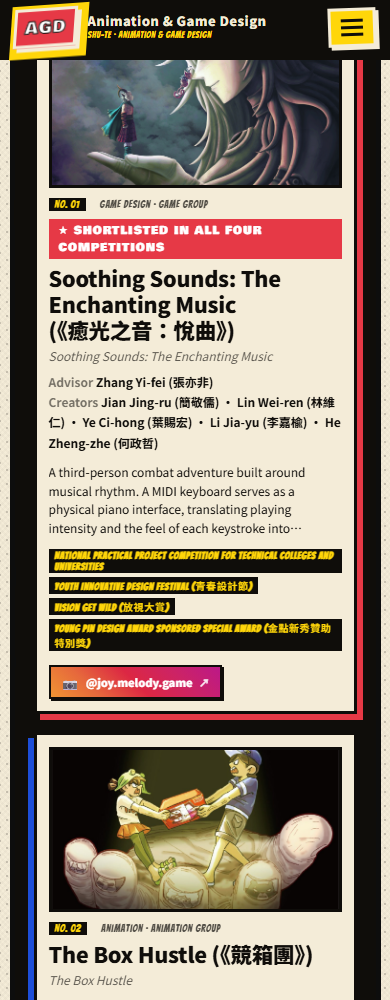 AGD
Animation & Game Design
SHU-TE · ANIMATION & GAME DESIGN
NO. 01 GAME DESIGN · GAME GROUP
★ SHORTLISTED IN ALL FOUR
COMPETITIONS
Soothing Sounds: The
Enchanting Music
(《癒光之音：悅曲》)
Soothing Sounds: The Enchanting Music
Advisor Zhang Yi-fei (張亦非)
Creators Jian Jing-ru (簡敬儒) · Lin Wei-ren (林維
仁) · Ye Ci-hong (葉賜宏) · Li Jia-yu (李嘉榆) · He
Zheng-zhe (何政哲)
A third-person combat adventure built around
musical rhythm. A MIDI keyboard serves as a
physical piano interface, translating playing
intensity and the feel of each keystroke into…
NATIONAL PRACTICAL PROJECT COMPETITION FOR TECHNICAL COLLEGES AND
UNIVERSITIES
YOUTH INNOVATIVE DESIGN FESTIVAL (青春設計節)
VISION GET WILD (放視大賞)
YOUNG PIN DESIGN AWARD SPONSORED SPECIAL AWARD (金點新秀贊助
特別獎)
📷 @joy.melody.game ↗
NO. 02 ANIMATION · ANIMATION GROUP
The Box Hustle (《競箱團》)
The Box Hustle